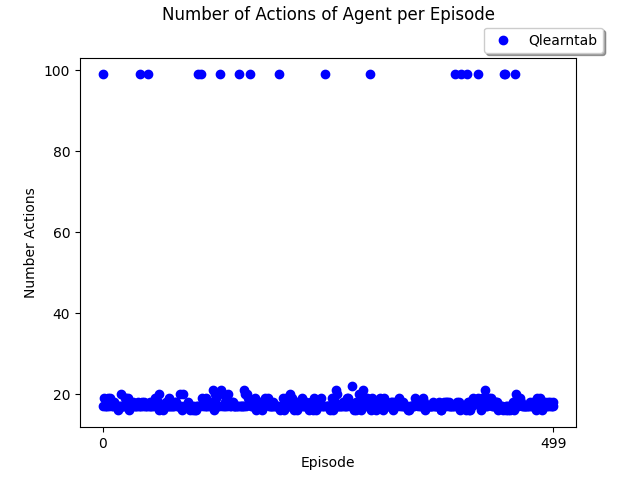 Number of Actions of Agent per Episode
Qlearntab
100
80
60
40
20
Number Actions
0
499
Episode